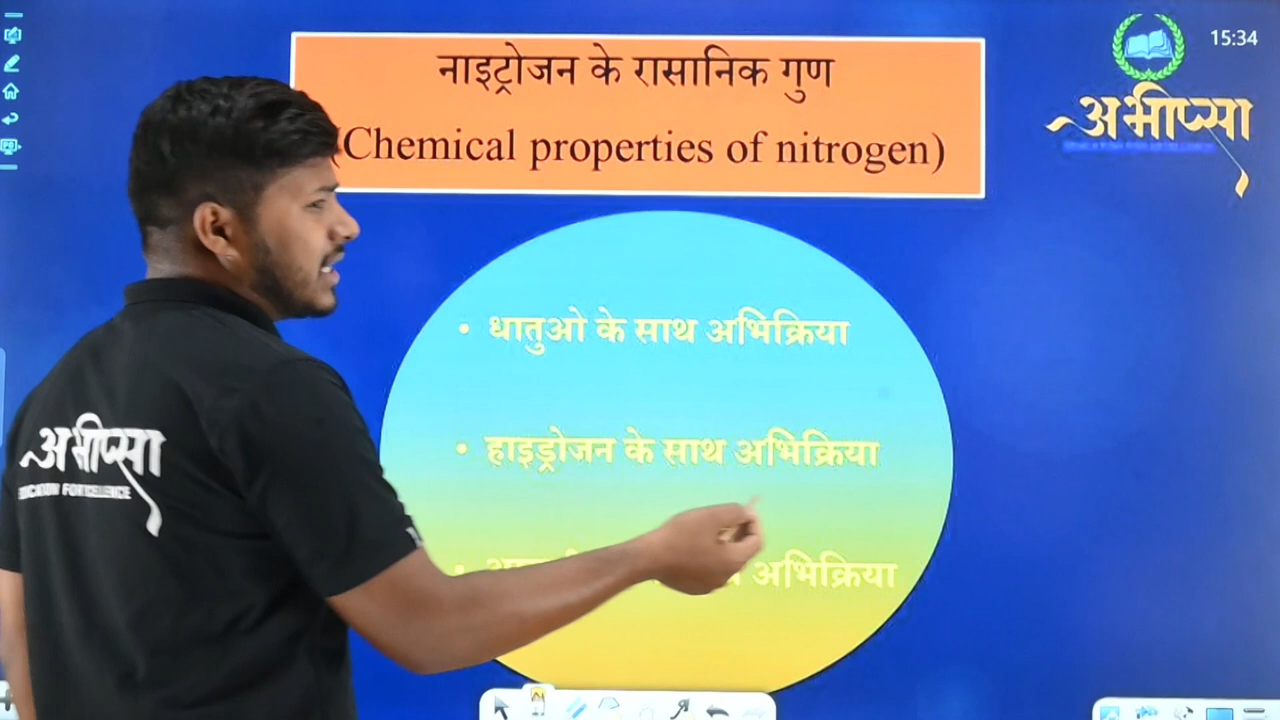 नाइट्रोजन के रासानिक गुण
(Chemical properties of nitrogen)
15:34
अभीप्सा
• धातुओ के साथ अभिक्रिया
• हाइड्रोजन के साथ अभिक्रिया
• अभिक्रिया
अभीप्सा